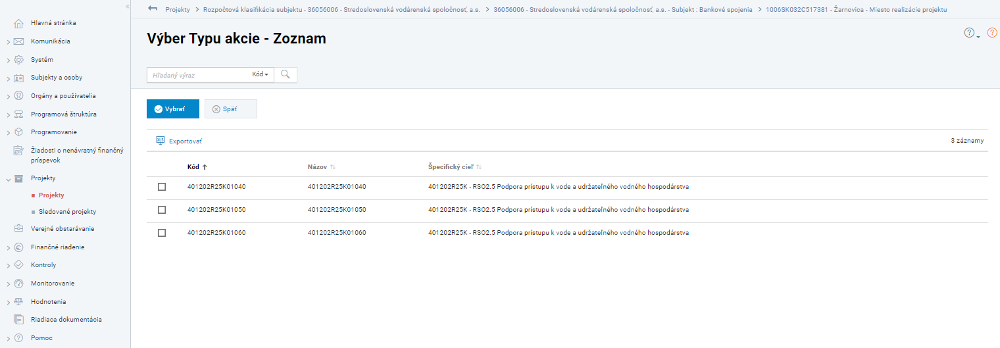 Hlavná stránka
Komunikácia
Systém
Subjekty a osoby
Orgány a používatelia
Programová štruktúra
Programovanie
Žiadosti o nenávratný finančný
príspevok
Projekty
Projekty
Sledované projekty
Verejné obstarávanie
Finančné riadenie
Kontroly
Monitorovanie
Hodnotenia
Riadiaca dokumentácia
Pomoc
Projekty > Rozpočtová klasifikácia subjektu - 36056006 - Stredoslovenská vodárenská spoločnosť, a.s. > 36056006 - Stredoslovenská vodárenská spoločnosť, a.s. - Subjekt : Bankové spojenia > 1006SK032C517381 - Žarnovica - Miesto realizácie projektu
Výber Typu akcie - Zoznam
Hľadaný výraz Kód
Vybrať Späť
XLS Exportovať 3 záznamy
Kód Názov Špecifický cieľ
401202R25K01040 401202R25K01040 401202R25K - RSO2.5 Podpora prístupu k vode a udržateľného vodného hospodárstva
401202R25K01050 401202R25K01050 401202R25K - RSO2.5 Podpora prístupu k vode a udržateľného vodného hospodárstva
401202R25K01060 401202R25K01060 401202R25K - RSO2.5 Podpora prístupu k vode a udržateľného vodného hospodárstva